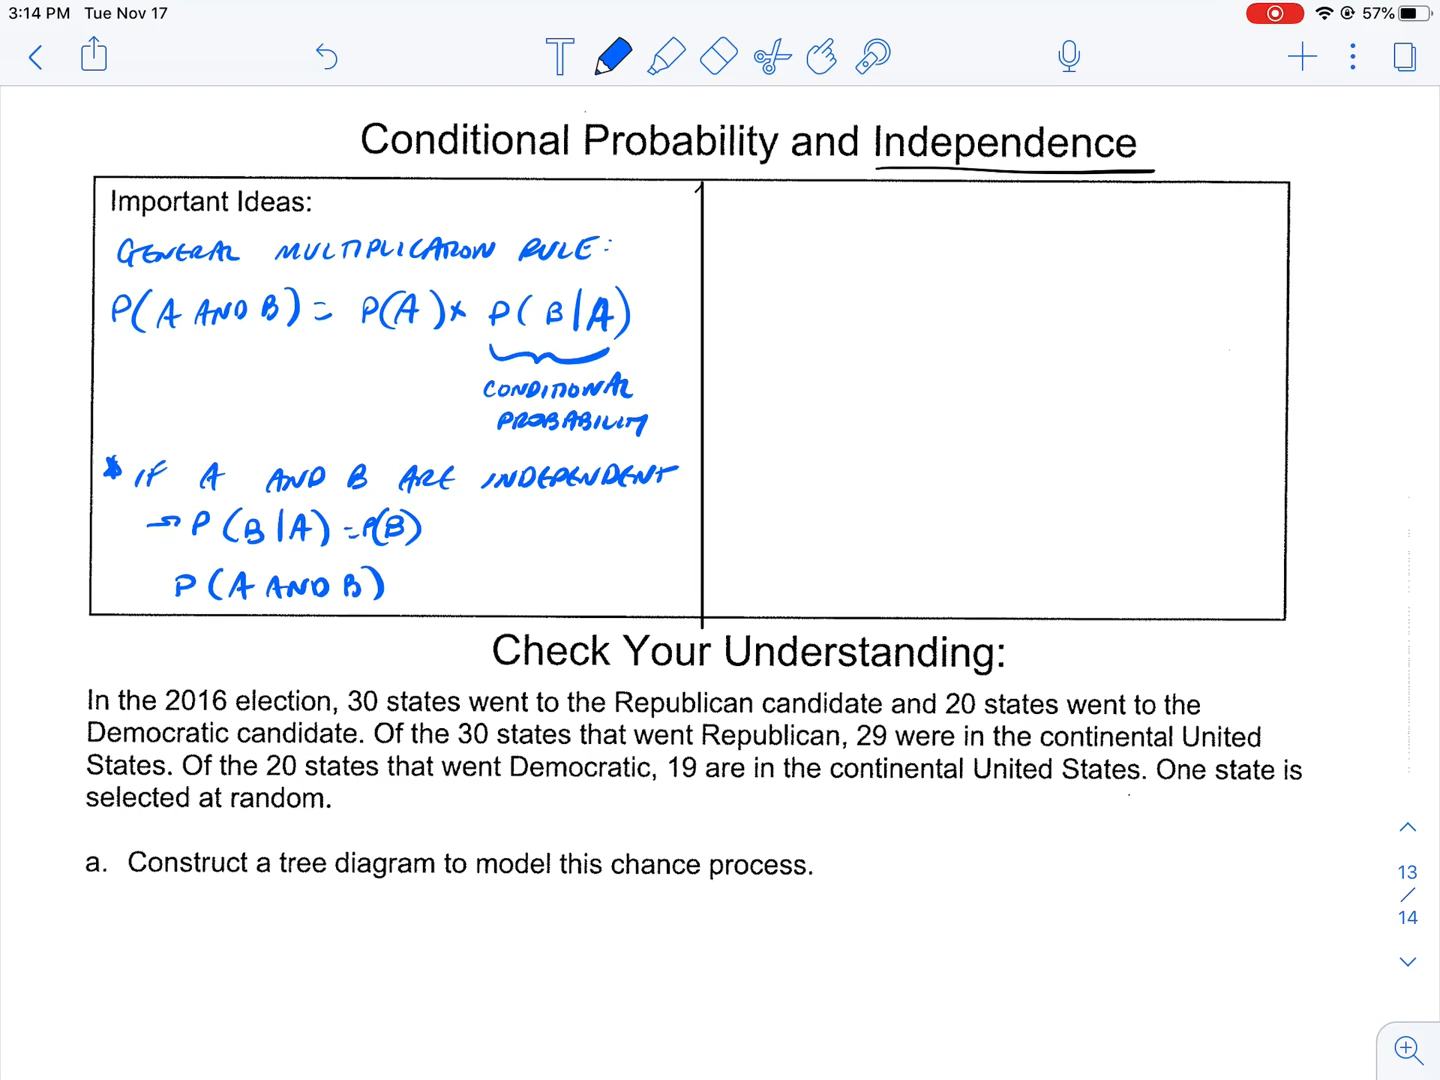 3:14 PM Tue Nov 17
57%
Conditional Probability and Independence
Important Ideas:
GENERAL MULTIPLICATION RULE:
P(A AND B) = P(A) × P(B|A)
CONDITIONAL
PROBABILITY
* IF A AND B ARE INDEPENDENT
→ P(B|A) = P(B)
P(A AND B)
Check Your Understanding:
In the 2016 election, 30 states went to the Republican candidate and 20 states went to the
Democratic candidate. Of the 30 states that went Republican, 29 were in the continental United
States. Of the 20 states that went Democratic, 19 are in the continental United States. One state is
selected at random.
a. Construct a tree diagram to model this chance process.
13
/
14